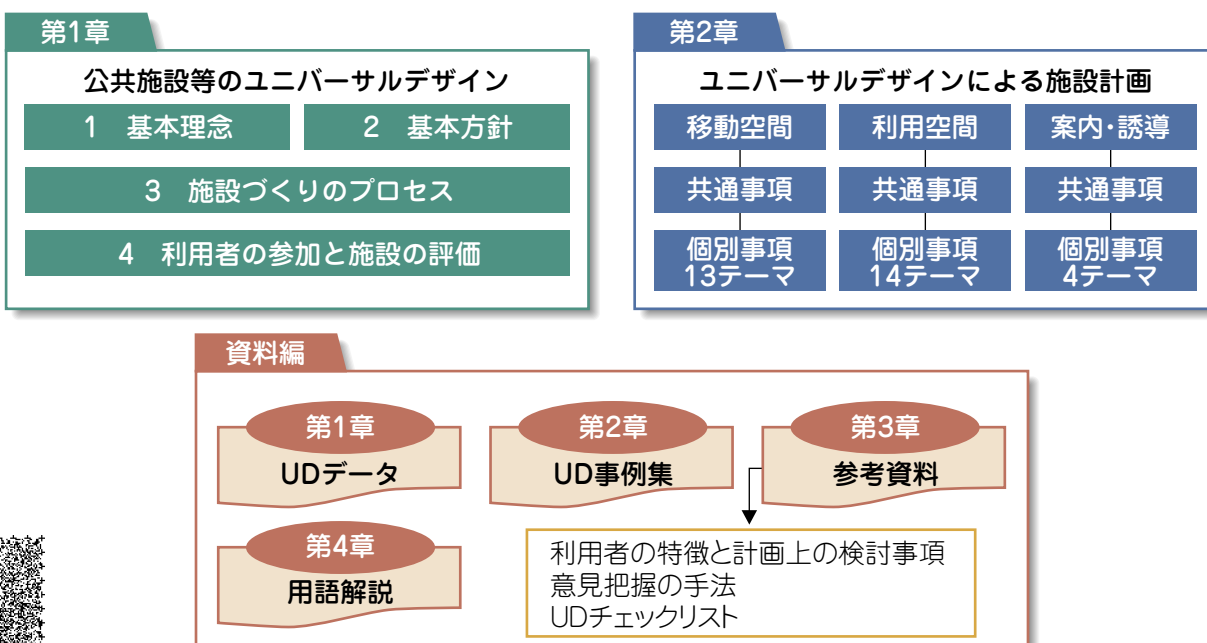 第1章
公共施設等のユニバーサルデザイン
1 基本理念
2 基本方針
3 施設づくりのプロセス
4 利用者の参加と施設の評価
第2章
ユニバーサルデザインによる施設計画
移動空間
利用空間
案内・誘導
共通事項
共通事項
共通事項
個別事項
13テーマ
個別事項
14テーマ
個別事項
4テーマ
資料編
第1章
UDデータ
第2章
UD事例集
第3章
参考資料
第4章
用語解説
利用者の特徴と計画上の検討事項
意見把握の手法
UDチェックリスト